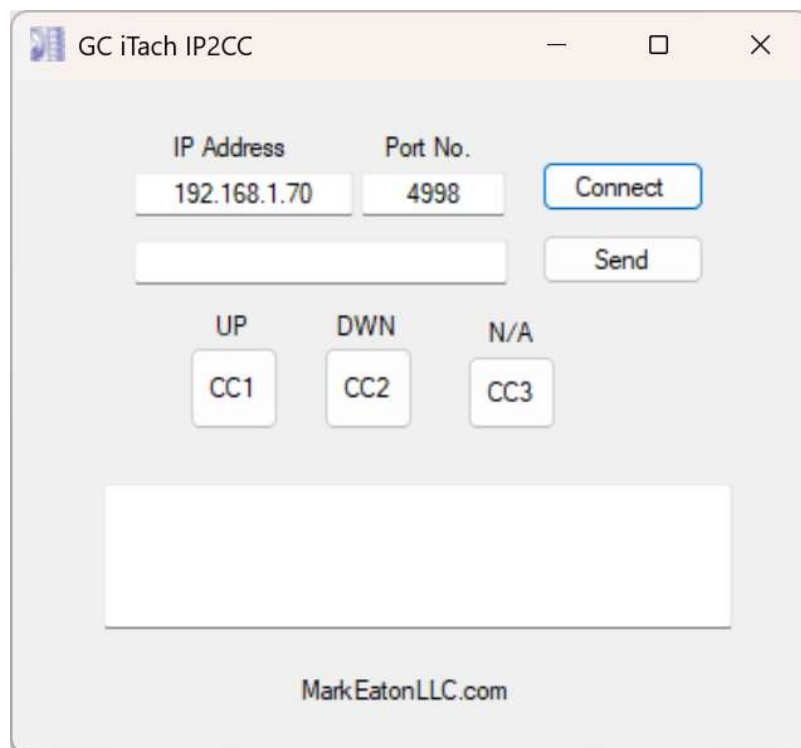 GC iTach IP2CC
IP Address Port No.
192.168.1.70 4998 Connect
Send
UP DWN N/A
CC1 CC2 CC3
MarkEatonLLC.com